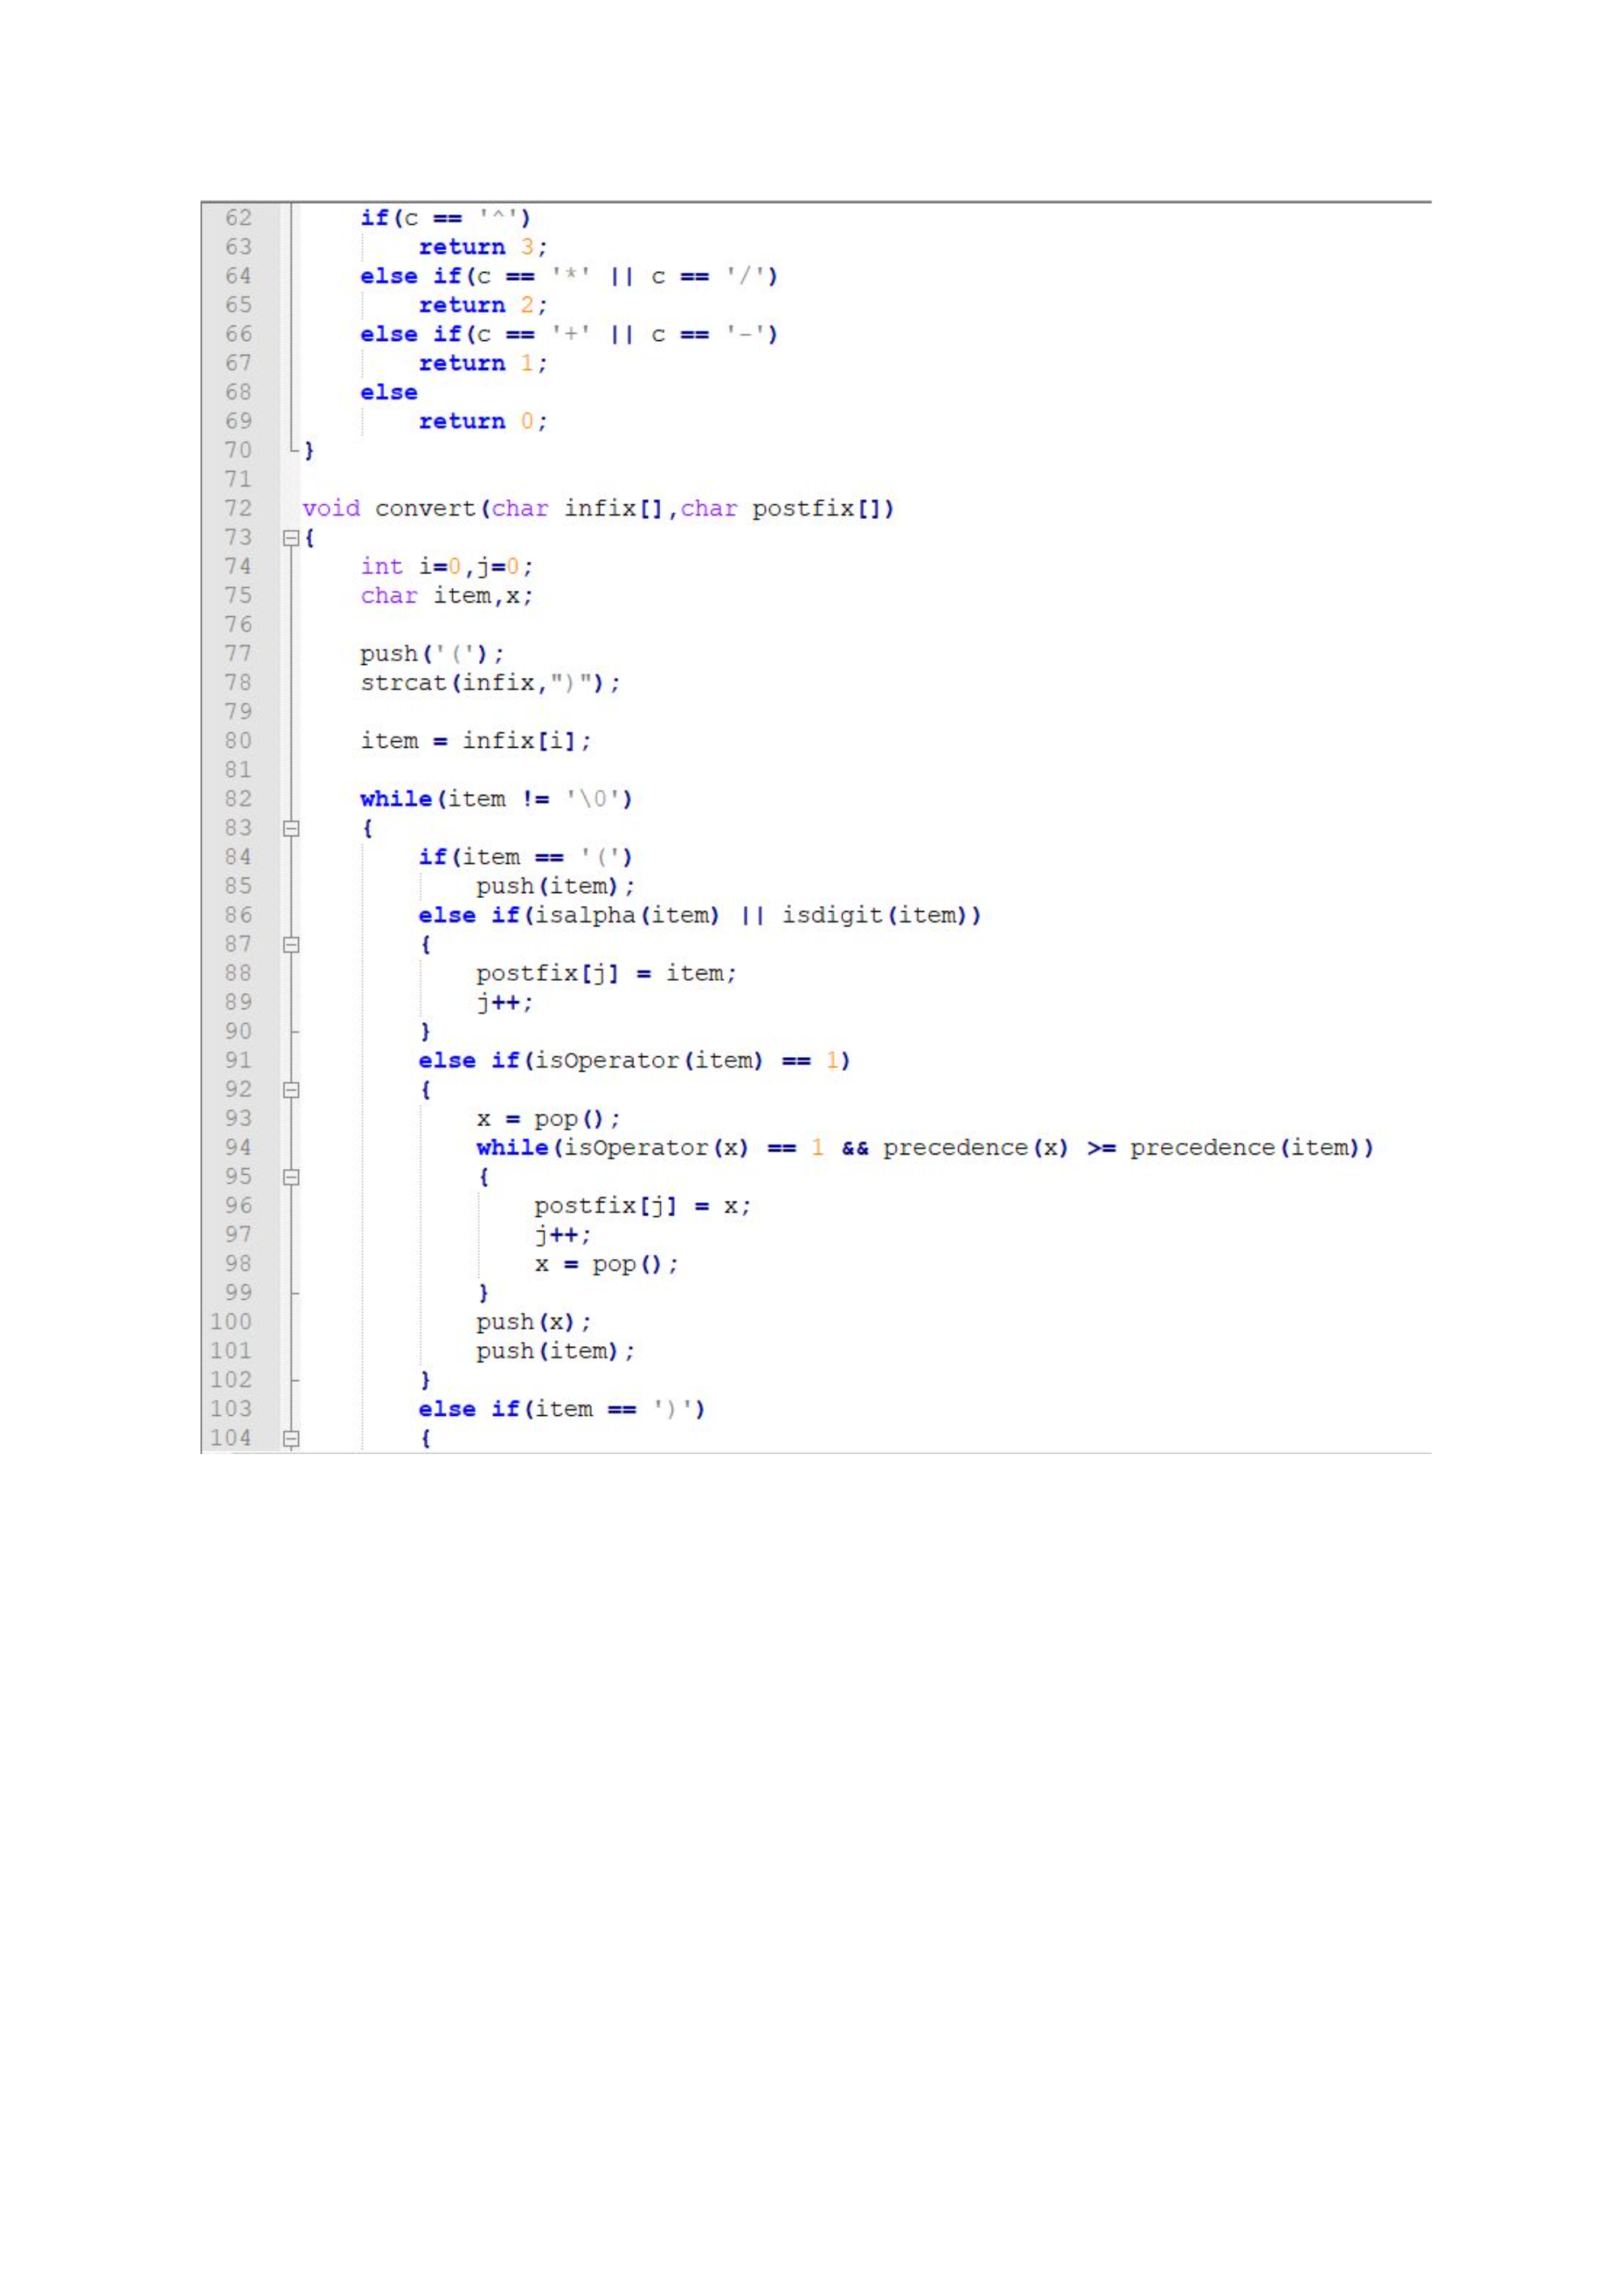 62 if(c == '^')
63 return 3;
64 else if(c == '*' || c == '/')
65 return 2;
66 else if(c == '+' || c == '-')
67 return 1;
68 else
69 return 0;
70 }
71
72 void convert(char infix[],char postfix[])
73 {
74 int i=0,j=0;
75 char item,x;
76
77 push('(');
78 strcat(infix,")");
79
80 item = infix[i];
81
82 while(item != '\0')
83 {
84 if(item == '(')
85 push(item);
86 else if(isalpha(item) || isdigit(item))
87 {
88 postfix[j] = item;
89 j++;
90 }
91 else if(isOperator(item) == 1)
92 {
93 x = pop();
94 while(isOperator(x) == 1 && precedence(x) >= precedence(item))
95 {
96 postfix[j] = x;
97 j++;
98 x = pop();
99 }
100 push(x);
101 push(item);
102 }
103 else if(item == ')')
104 {